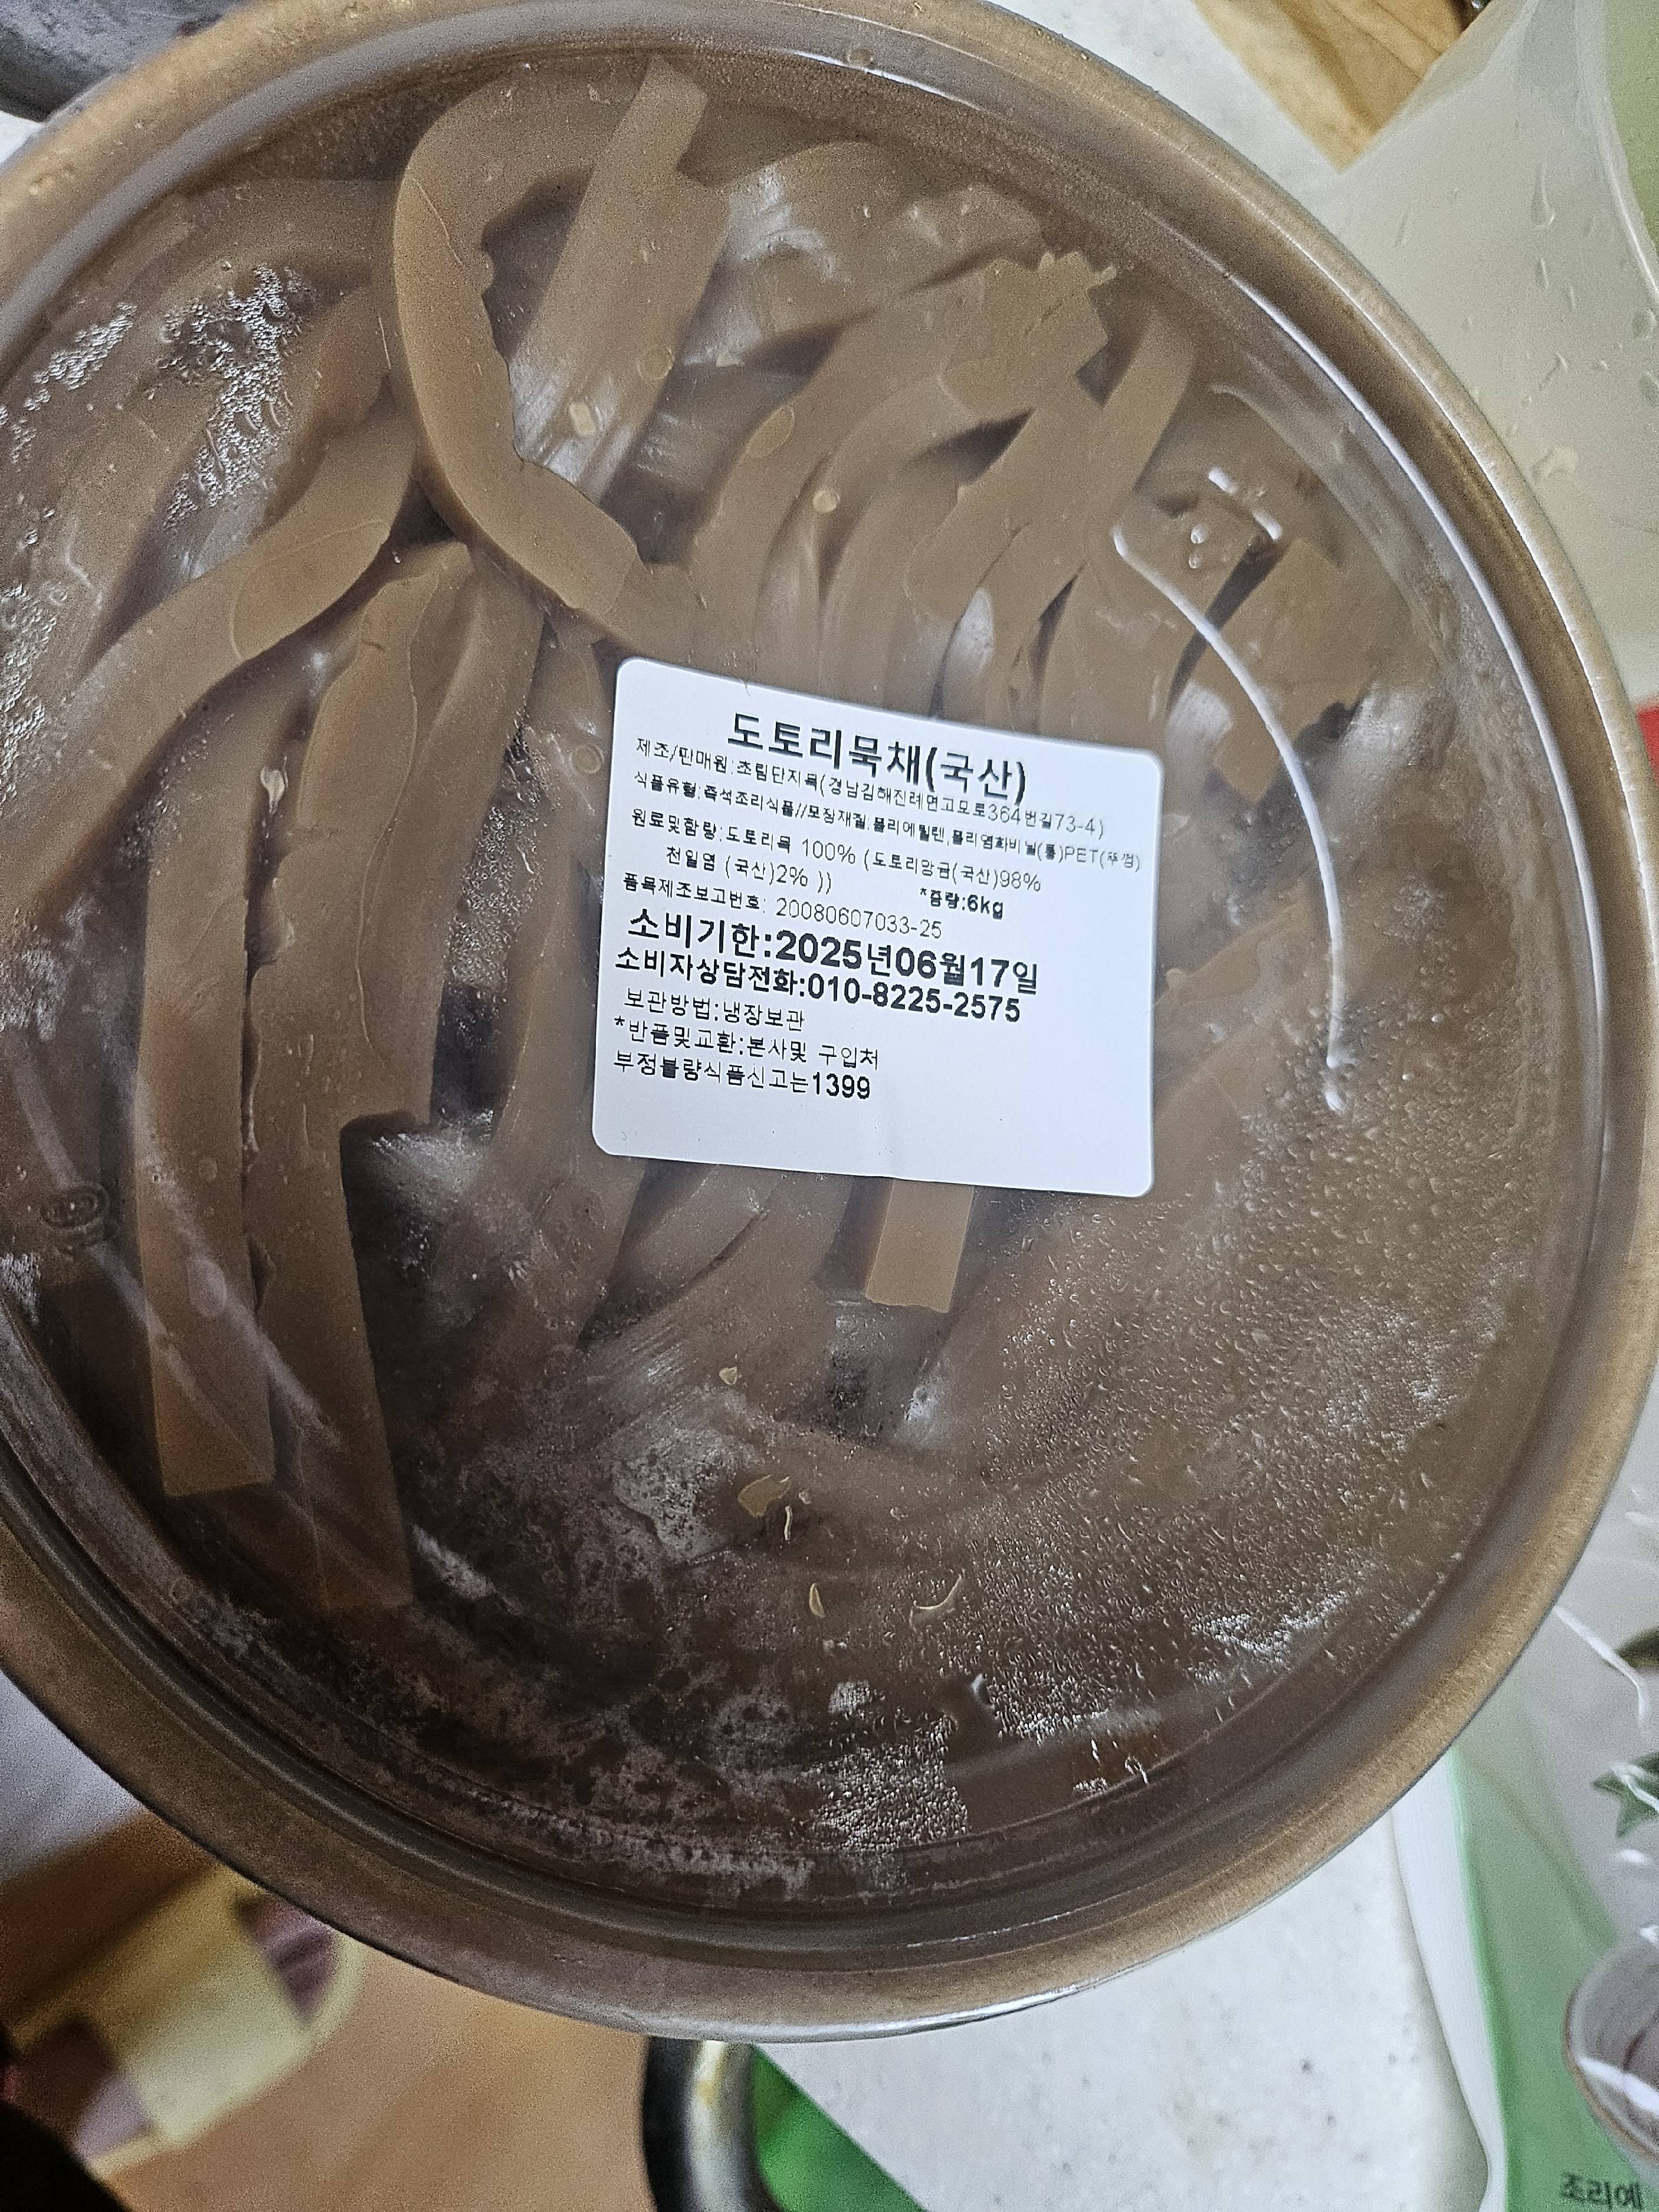 도토리묵채(국산)
제조/판매원:초림단지묵(경남김해진례면고모로364번길73-4)
식품유형:즉석조리식품//포장재질:폴리에틸렌,폴리염화비닐(통)PET(뚜껑)
원료및함량:도토리묵 100% (도토리앙금(국산)98%
천일염 (국산)2% ))
*중량:6kg
품목제조보고번호: 20080607033-25
소비기한:2025년06월17일
소비자상담전화:010-8225-2575
보관방법:냉장보관
*반품및교환:본사및 구입처
부정불량식품신고는1399
조리예